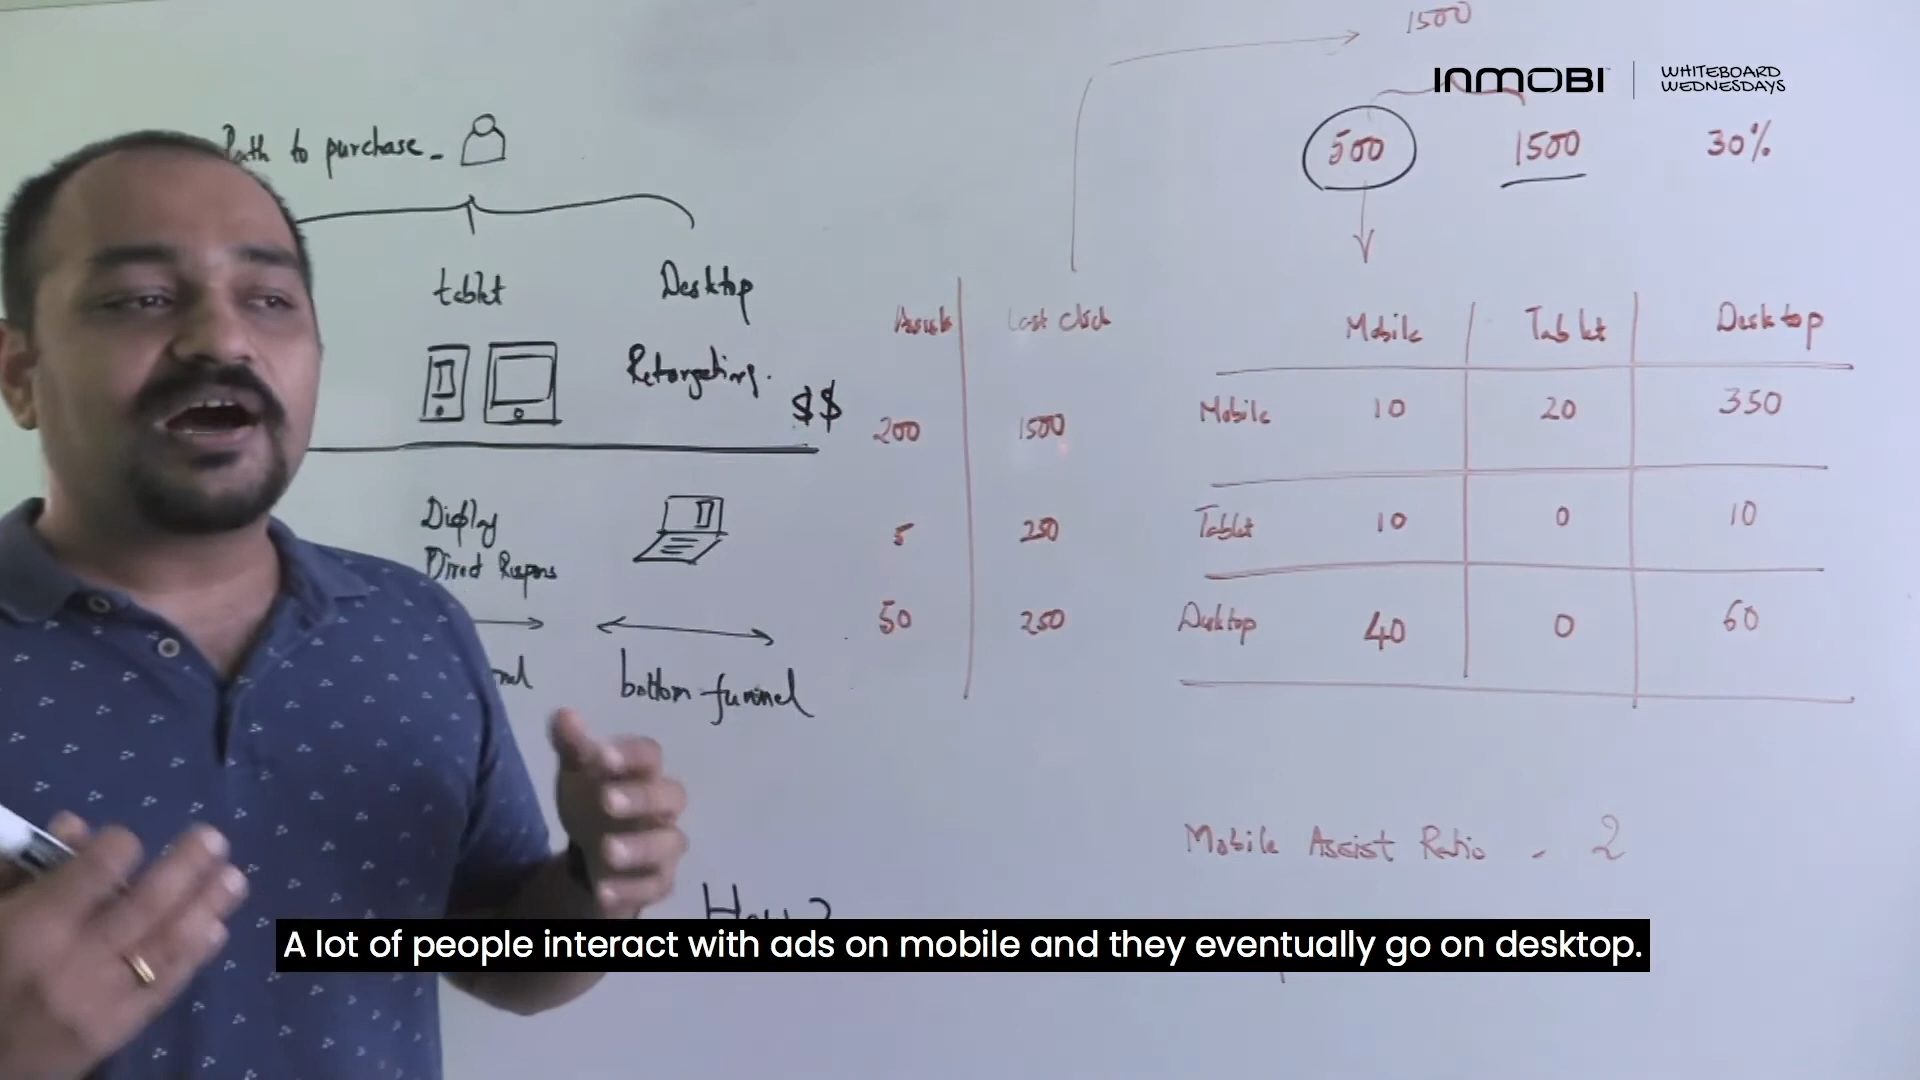 1500
INMOBI
WHITEBOARD
WEDNESDAYS
Path to purchase -
500 1500 30%
tablet Desktop
Retargeting.
$$
Assists Last Click
200 1500
5 250
50 250
Mobile Tablet Desktop
Mobile 10 20 350
Tablet 10 0 10
Desktop 40 0 60
Display
Direct Respons
bottom-funnel
Mobile Assist Ratio - 2
A lot of people interact with ads on mobile and they eventually go on desktop.